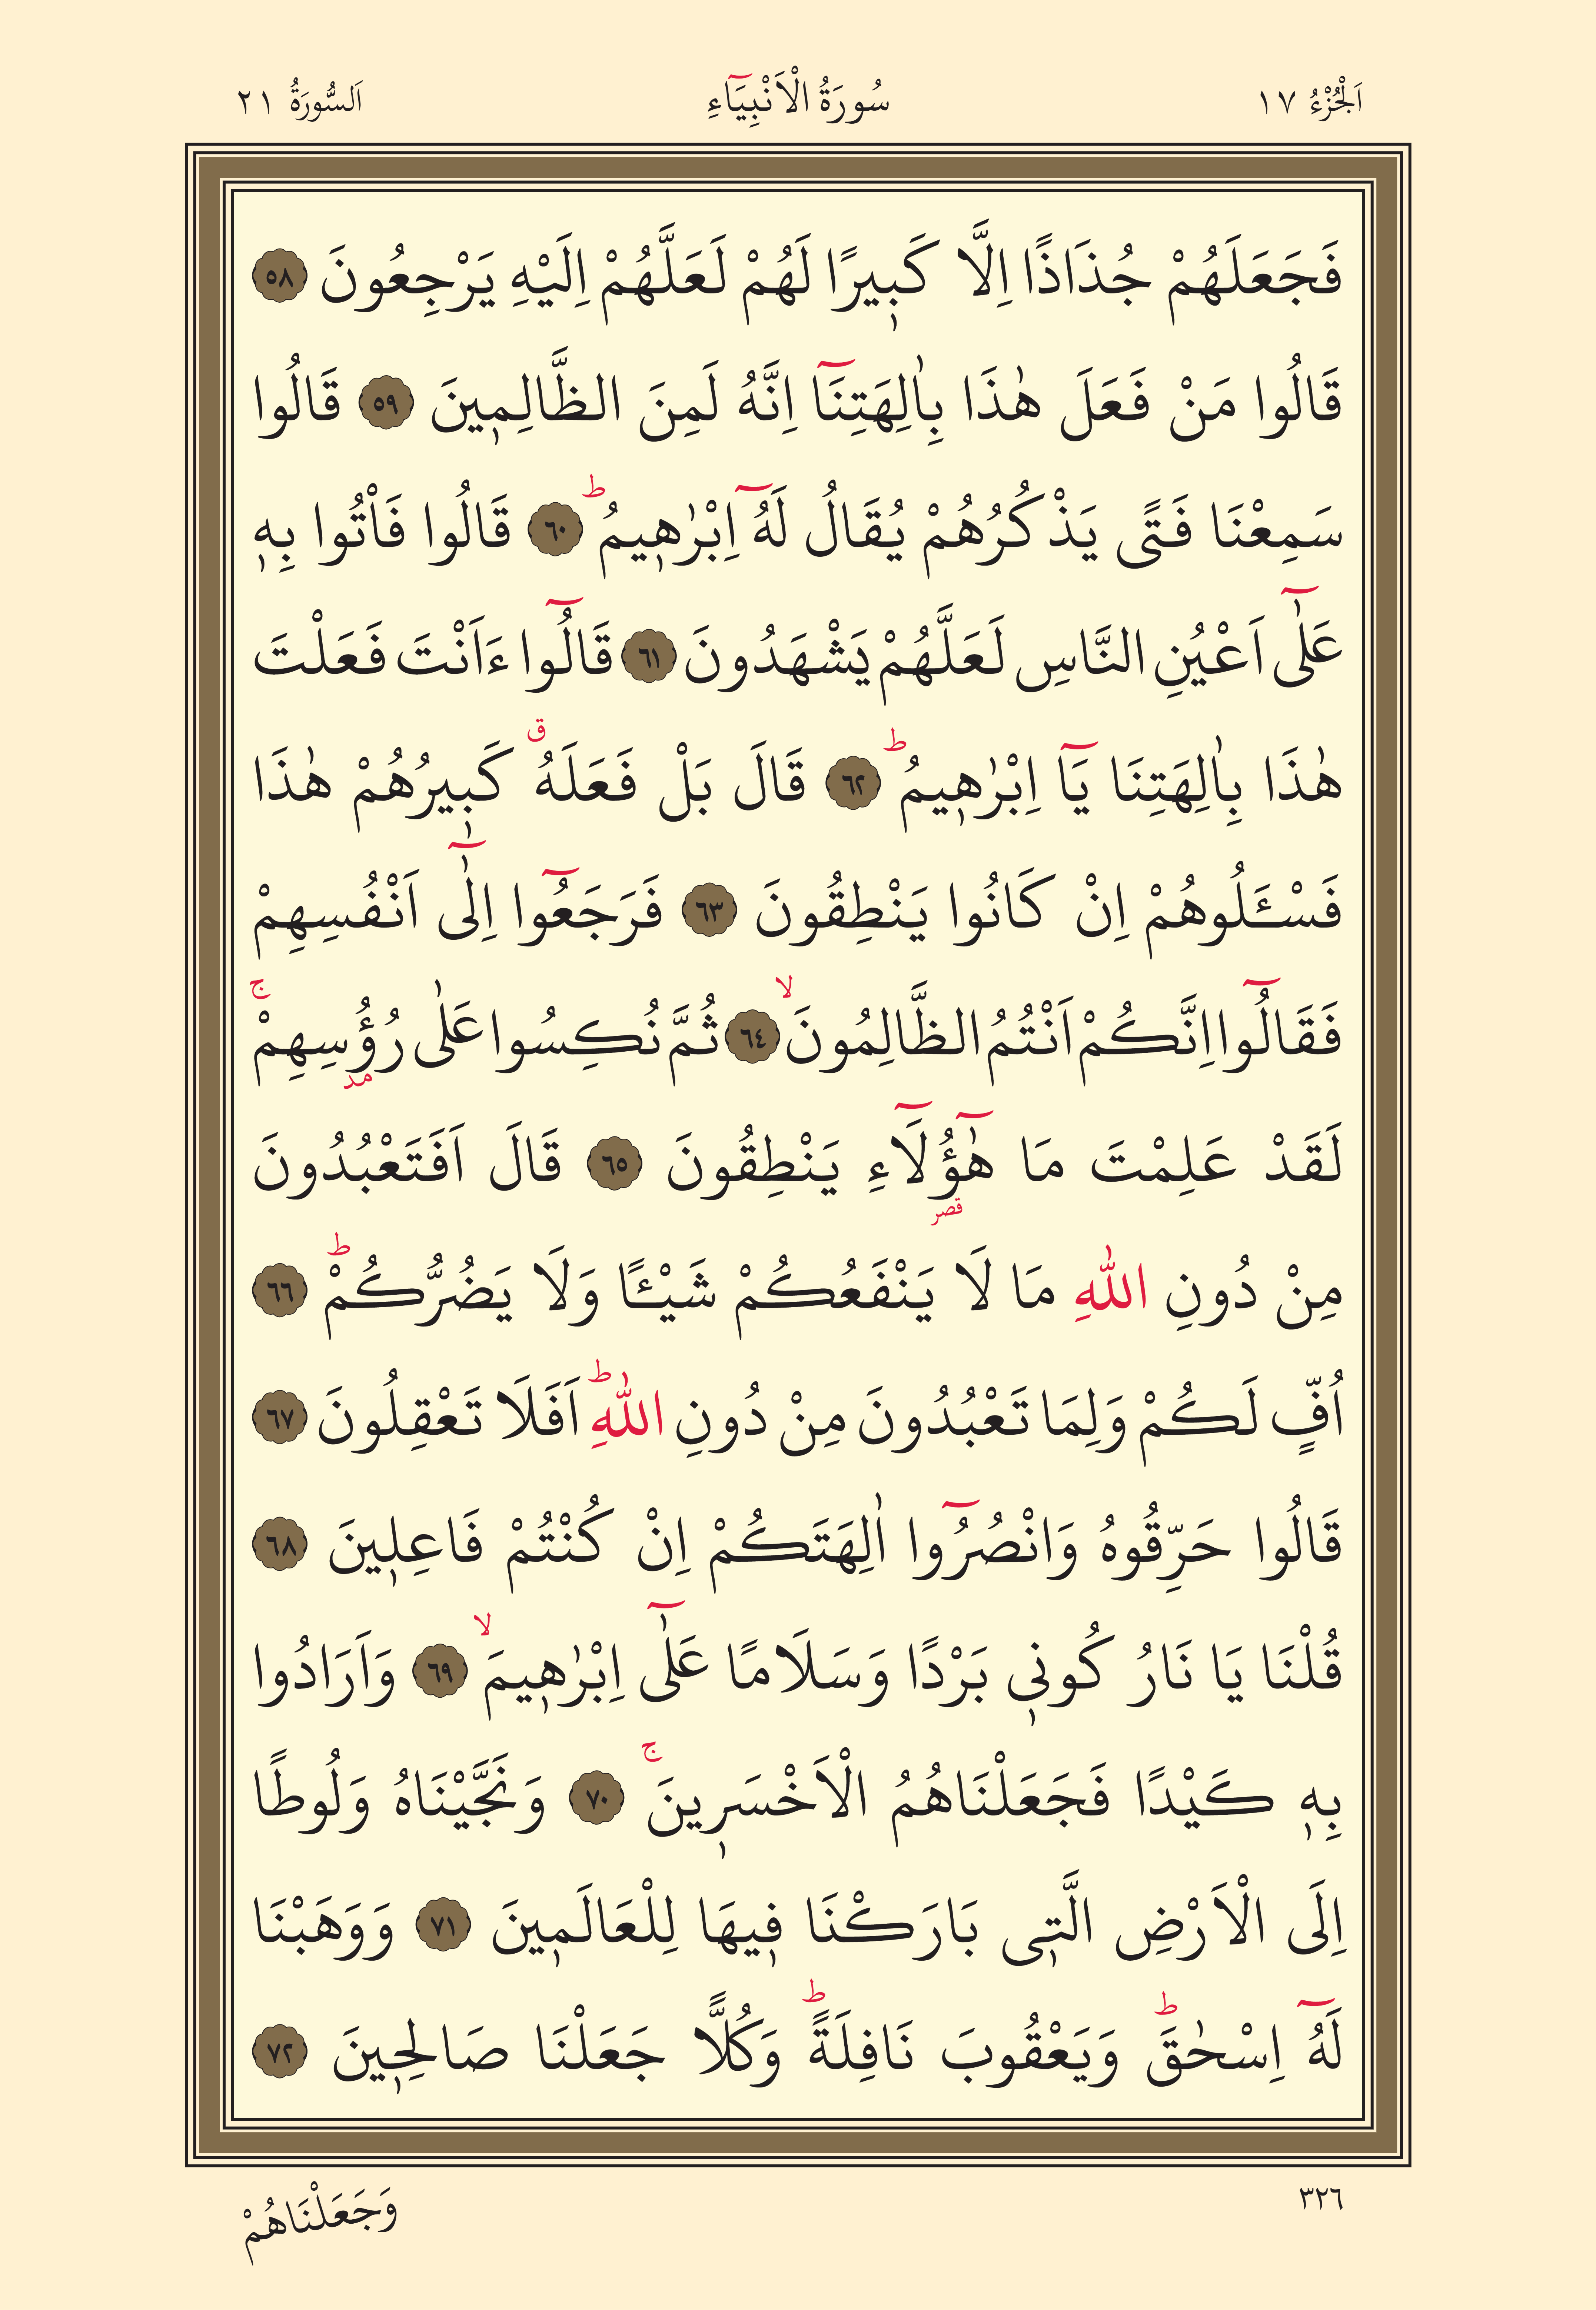 اَلْجُزْءُ ١٧ سُورَةُ الْاَنْبِيَٓاءِ اَلسُّورَةُ ٢١
فَجَعَلَهُمْ جُذَاذًا اِلَّا كَب۪يرًا لَهُمْ لَعَلَّهُمْ اِلَيْهِ يَرْجِعُونَ ٥٨
قَالُوا مَنْ فَعَلَ هٰذَا بِاٰلِهَتِنَٓا اِنَّهُ لَمِنَ الظَّالِم۪ينَ ٥٩ قَالُوا
سَمِعْنَا فَتًى يَذْكُرُهُمْ يُقَالُ لَهُٓ اِبْرٰه۪يمُۜ ٦٠ قَالُوا فَأْتُوا بِه۪
عَلٰٓى اَعْيُنِ النَّاسِ لَعَلَّهُمْ يَشْهَدُونَ ٦١ قَالُٓوا ءَاَنْتَ فَعَلْتَ
هٰذَا بِاٰلِهَتِنَا يَٓا اِبْرٰه۪يمُۜ ٦٢ قَالَ بَلْ فَعَلَهُۗ كَب۪يرُهُمْ هٰذَا
فَسْـَٔلُوهُمْ اِنْ كَانُوا يَنْطِقُونَ ٦٣ فَرَجَعُٓوا اِلٰٓى اَنْفُسِهِمْ
فَقَالُٓوا اِنَّكُمْ اَنْتُمُ الظَّالِمُونَۙ ٦٤ ثُمَّ نُكِسُوا عَلٰى رُؤُسِهِمْۚ
مد
لَقَدْ عَلِمْتَ مَا هٰٓؤُ۬لَٓاءِ يَنْطِقُونَ ٦٥ قَالَ اَفَتَعْبُدُونَ
قصر
مِنْ دُونِ اللّٰهِ مَا لَا يَنْفَعُكُمْ شَيْـًٔا وَلَا يَضُرُّكُمْۜ ٦٦
اُفٍّ لَكُمْ وَلِمَا تَعْبُدُونَ مِنْ دُونِ اللّٰهِۜ اَفَلَا تَعْقِلُونَ ٦٧
قَالُوا حَرِّقُوهُ وَانْصُرُٓوا اٰلِهَتَكُمْ اِنْ كُنْتُمْ فَاعِل۪ينَ ٦٨
قُلْنَا يَا نَارُ كُون۪ي بَرْدًا وَسَلَامًا عَلٰٓى اِبْرٰه۪يمَۙ ٦٩ وَاَرَادُوا
بِه۪ كَيْدًا فَجَعَلْنَاهُمُ الْاَخْسَر۪ينَۚ ٧٠ وَنَجَّيْنَاهُ وَلُوطًا
اِلَى الْاَرْضِ الَّت۪ي بَارَكْنَا ف۪يهَا لِلْعَالَم۪ينَ ٧١ وَوَهَبْنَا
لَهُٓ اِسْحٰقَۜ وَيَعْقُوبَ نَافِلَةًۜ وَكُلًّا جَعَلْنَا صَالِح۪ينَ ٧٢
٣٢٦ وَجَعَلْنَاهُمْ